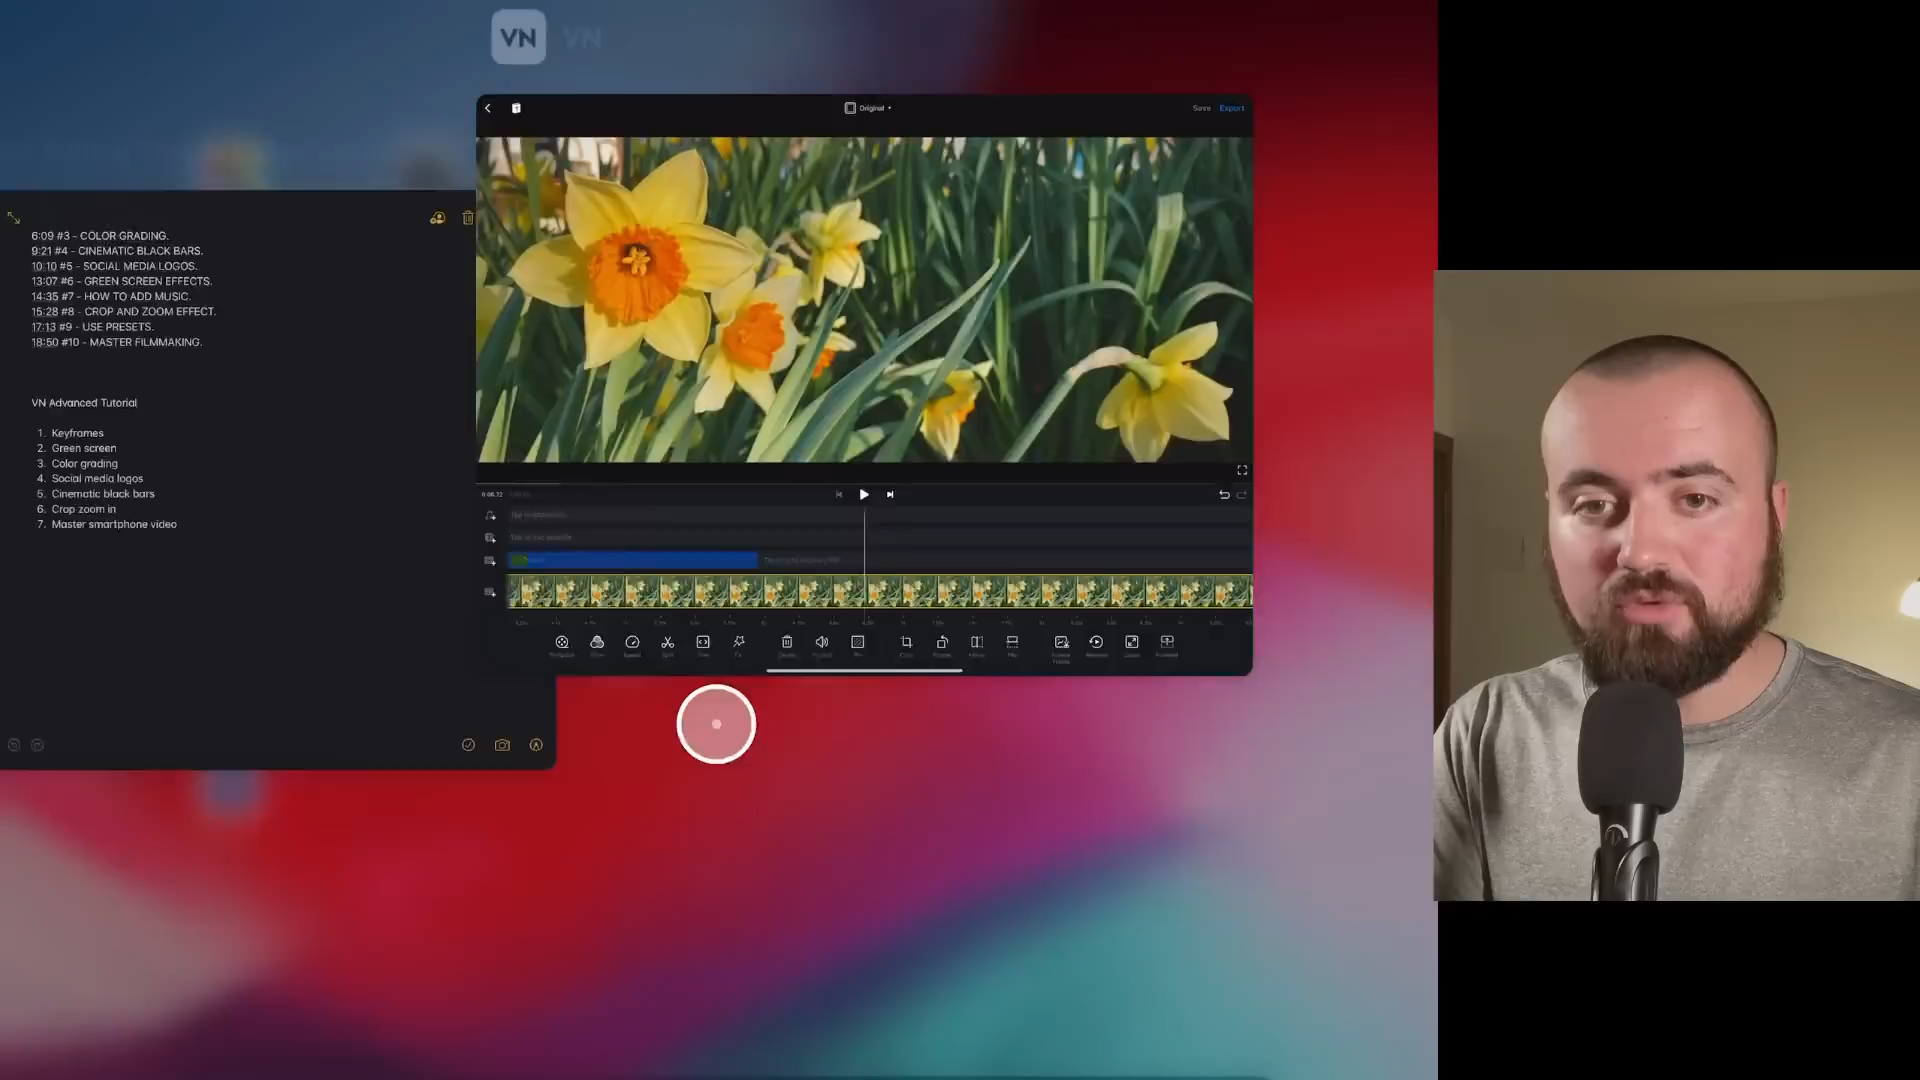 VN VN
Original
Save Export
6:09 #3 - COLOR GRADING.
9:21 #4 - CINEMATIC BLACK BARS.
10:10 #5 - SOCIAL MEDIA LOGOS.
13:07 #6 - GREEN SCREEN EFFECTS.
14:35 #7 - HOW TO ADD MUSIC.
15:28 #8 - CROP AND ZOOM EFFECT.
17:13 #9 - USE PRESETS.
18:50 #10 - MASTER FILMMAKING.
VN Advanced Tutorial
1. Keyframes
2. Green screen
3. Color grading
4. Social media logos
5. Cinematic black bars
6. Crop zoom in
7. Master smartphone video
0:06.72